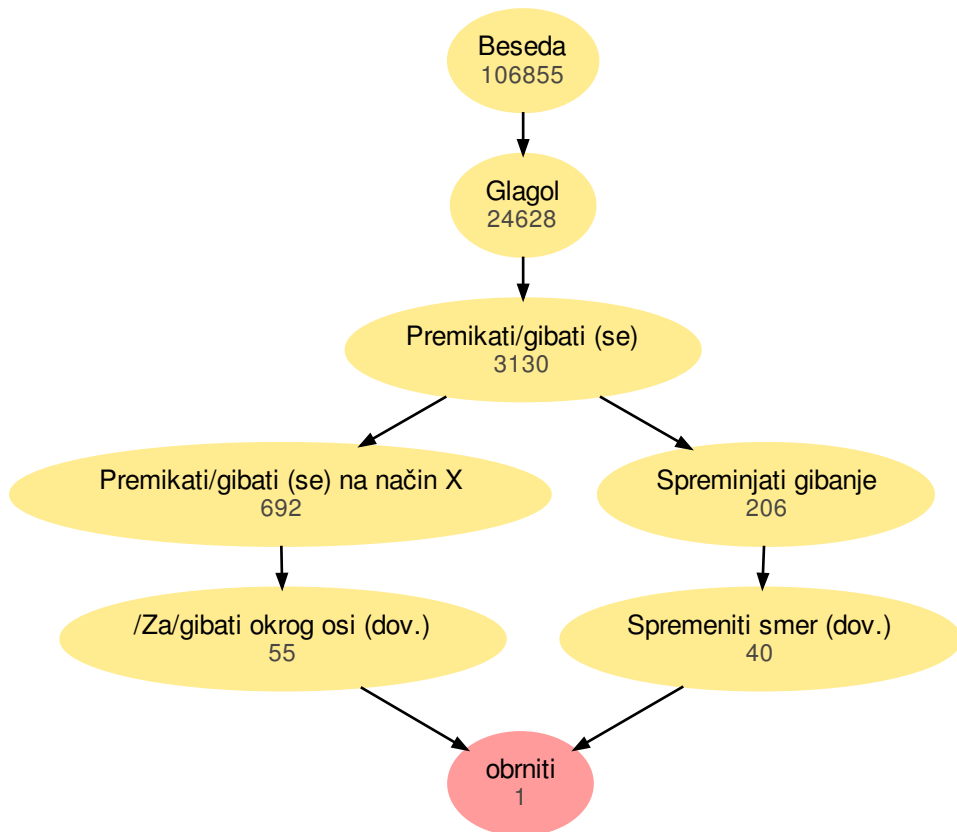 Beseda
106855
Glagol
24628
Premikati/gibati (se)
3130
Premikati/gibati (se) na način X
692
Spreminjati gibanje
206
/Za/gibati okrog osi (dov.)
55
Spremeniti smer (dov.)
40
obrniti
1